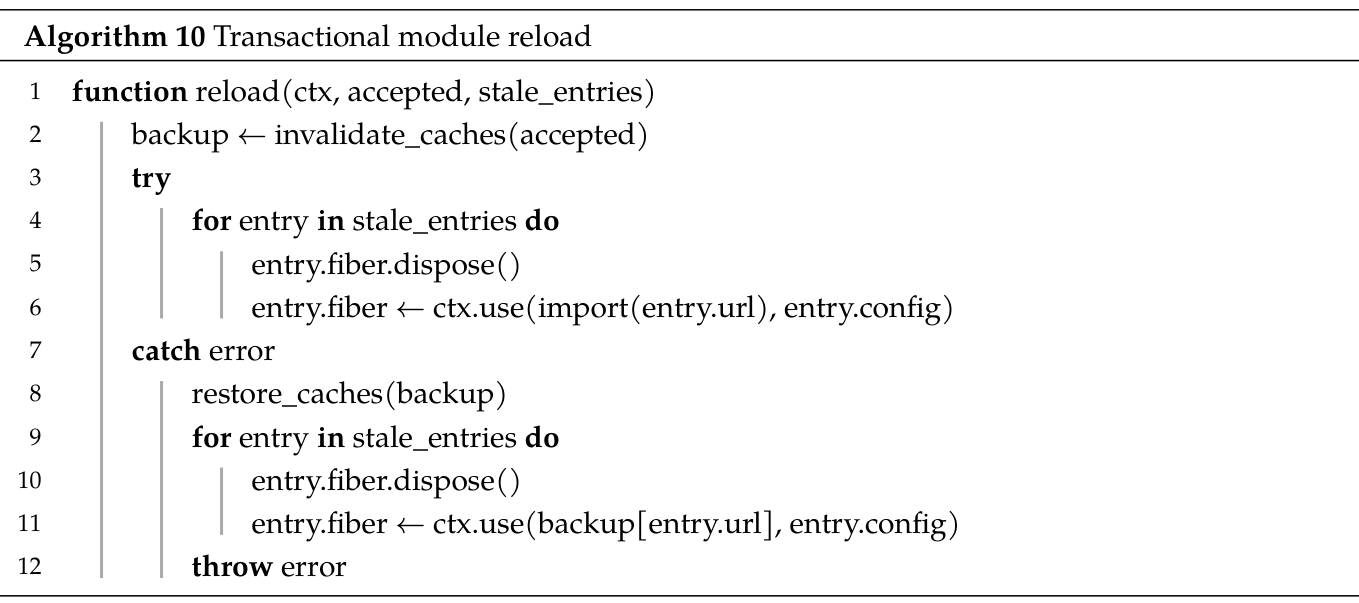 Algorithm 10 Transactional module reload
1 function reload(ctx, accepted, stale_entries)
2 backup ← invalidate_caches(accepted)
3 try
4 for entry in stale_entries do
5 entry.fiber.dispose()
6 entry.fiber ← ctx.use(import(entry.url), entry.config)
7 catch error
8 restore_caches(backup)
9 for entry in stale_entries do
10 entry.fiber.dispose()
11 entry.fiber ← ctx.use(backup[entry.url], entry.config)
12 throw error